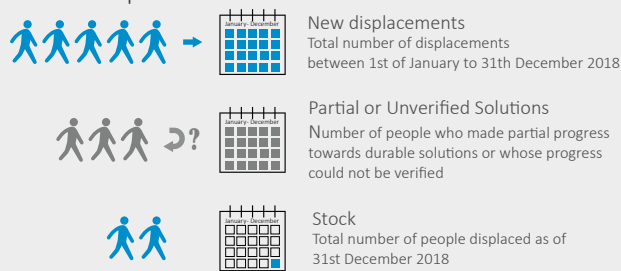 January- December
New displacements
Total number of displacements
between 1st of January to 31th December 2018
?
January- December
Partial or Unverified Solutions
Number of people who made partial progress
towards durable solutions or whose progress
could not be verified
January- December
Stock
Total number of people displaced as of
31st December 2018